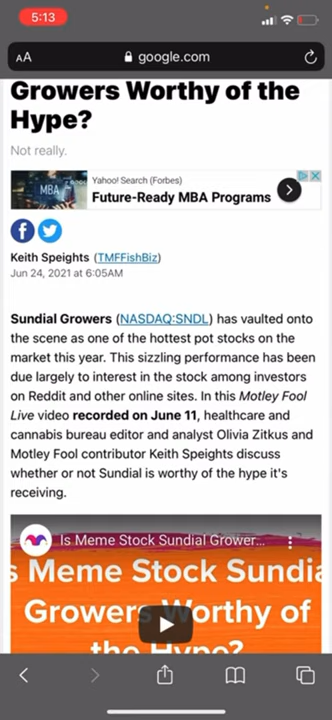 5:13
AA
google.com
Growers Worthy of the
Hype?
Not really.
MBA
Yahoo! Search (Forbes)
Future-Ready MBA Programs
Keith Speights (TMFFishBiz)
Jun 24, 2021 at 6:05AM
Sundial Growers (NASDAQ:SNDL) has vaulted onto
the scene as one of the hottest pot stocks on the
market this year. This sizzling performance has been
due largely to interest in the stock among investors
on Reddit and other online sites. In this Motley Fool
Live video recorded on June 11, healthcare and
cannabis bureau editor and analyst Olivia Zitkus and
Motley Fool contributor Keith Speights discuss
whether or not Sundial is worthy of the hype it's
receiving.
Is Meme Stock Sundial Grower...
s Meme Stock Sundia
Growers Worthy of
the Hype?